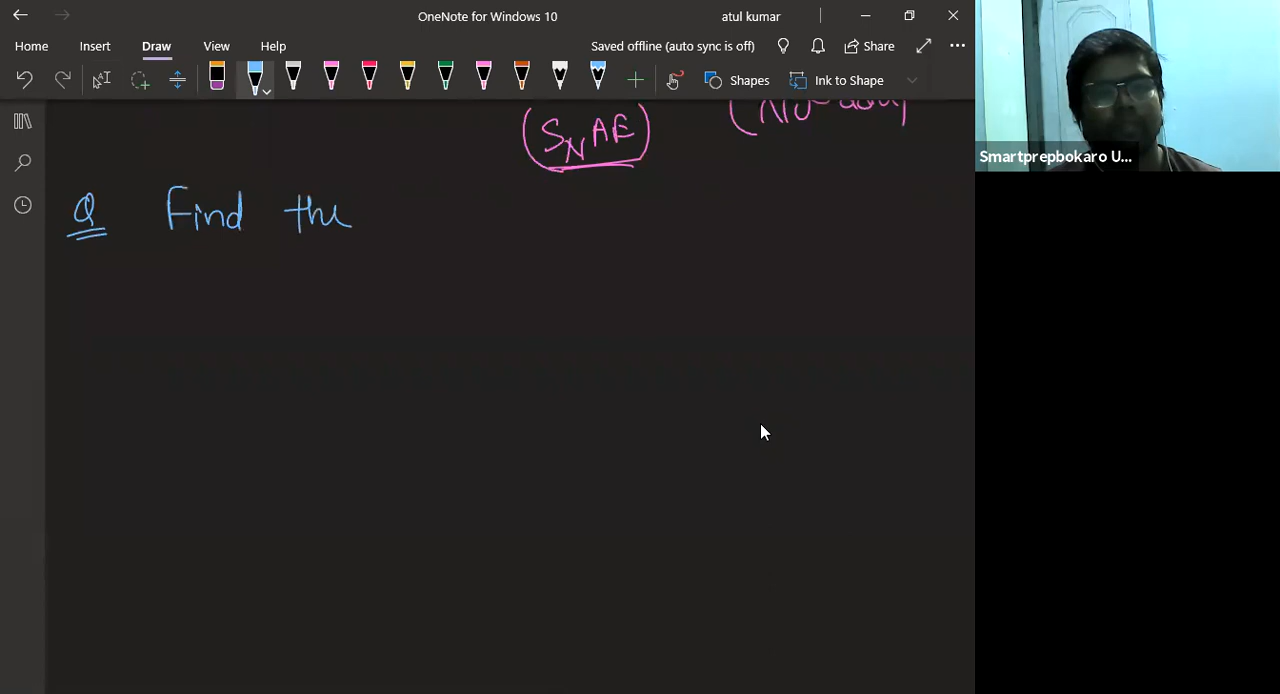 OneNote for Windows 10
atul kumar
Home Insert Draw View Help
Saved offline (auto sync is off)
Share
Shapes
Ink to Shape
(SNAE)
Q Find the
Smartprepbokaro U...